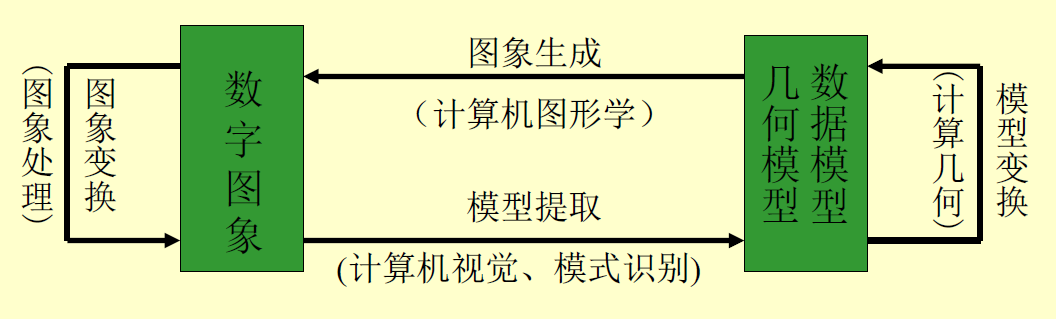 (图象处理)
图象变换
数字图象
图象生成
（计算机图形学）
模型提取
(计算机视觉、模式识别)
数据模型
几何模型
(计算几何)
模型变换